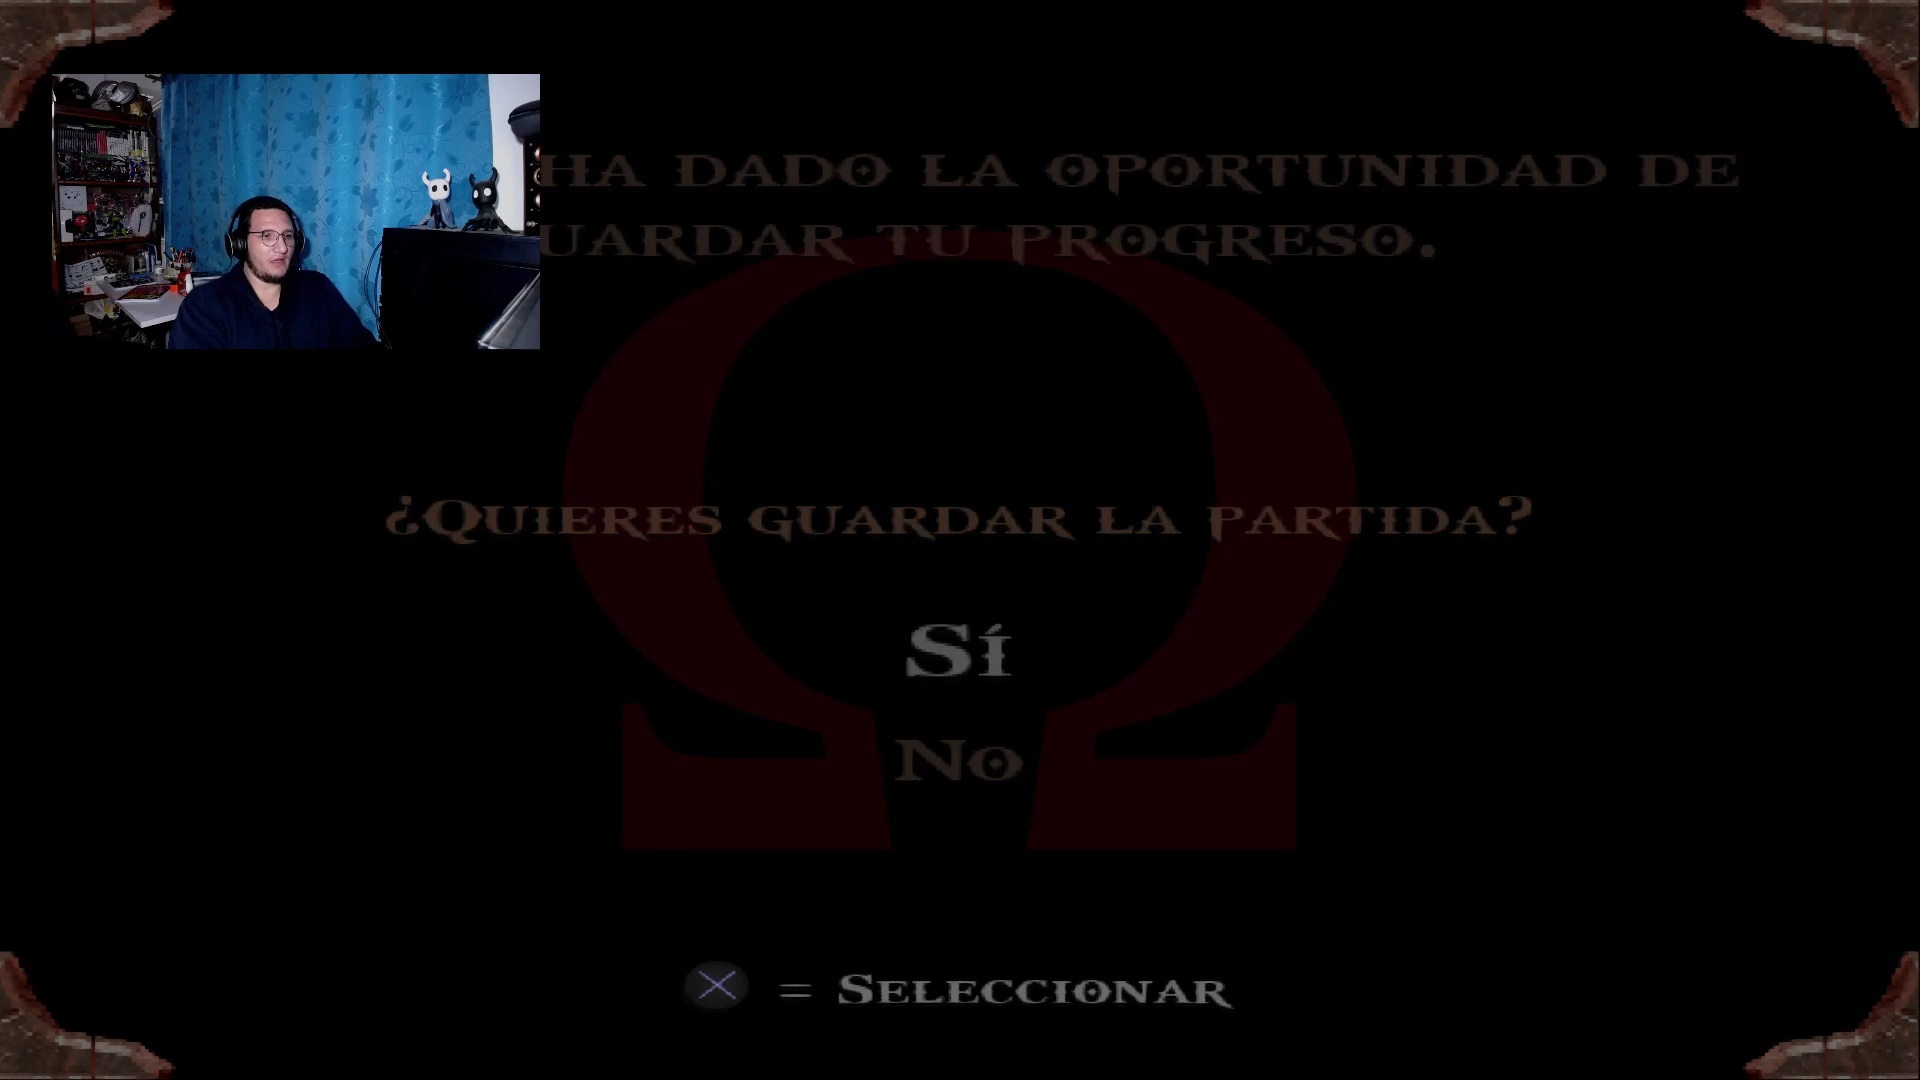 HA DADO LA OPORTUNIDAD DE
UARDAR TU PROGRESO.
¿QUIERES GUARDAR LA PARTIDA?
SÍ
NO
= SELECCIONAR